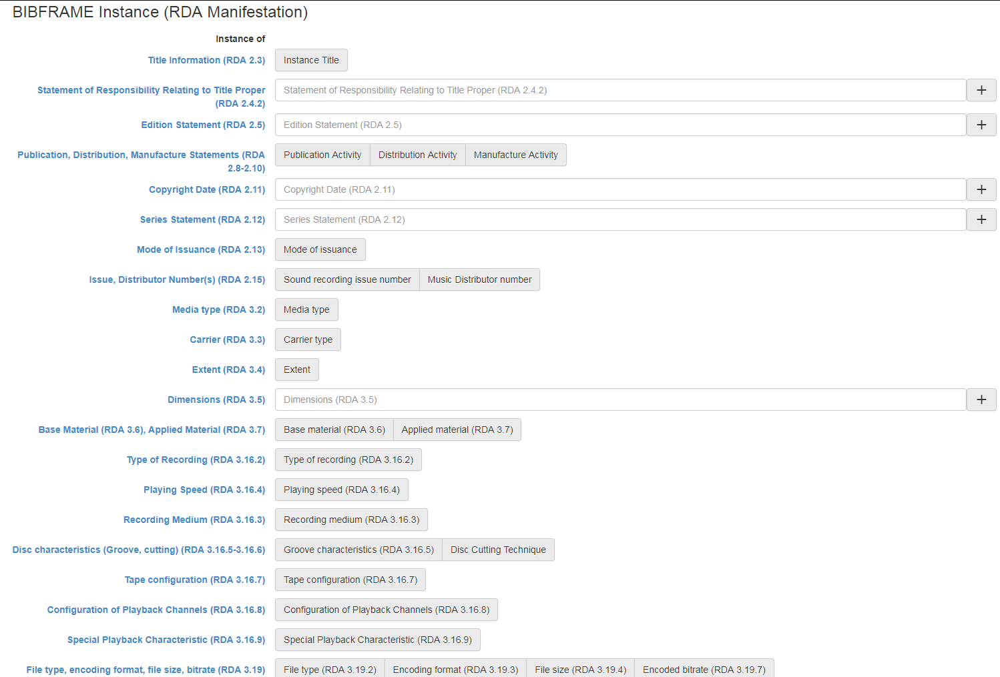 BIBFRAME Instance (RDA Manifestation)
Instance of
Title Information (RDA 2.3) Instance Title
Statement of Responsibility Relating to Title Proper Statement of Responsibility Relating to Title Proper (RDA 2.4.2) +
(RDA 2.4.2)
Edition Statement (RDA 2.5) Edition Statement (RDA 2.5) +
Publication, Distribution, Manufacture Statements (RDA Publication Activity Distribution Activity Manufacture Activity
2.8-2.10)
Copyright Date (RDA 2.11) Copyright Date (RDA 2.11) +
Series Statement (RDA 2.12) Series Statement (RDA 2.12) +
Mode of Issuance (RDA 2.13) Mode of issuance
Issue, Distributor Number(s) (RDA 2.15) Sound recording issue number Music Distributor number
Media type (RDA 3.2) Media type
Carrier (RDA 3.3) Carrier type
Extent (RDA 3.4) Extent
Dimensions (RDA 3.5) Dimensions (RDA 3.5) +
Base Material (RDA 3.6), Applied Material (RDA 3.7) Base material (RDA 3.6) Applied material (RDA 3.7)
Type of Recording (RDA 3.16.2) Type of recording (RDA 3.16.2)
Playing Speed (RDA 3.16.4) Playing speed (RDA 3.16.4)
Recording Medium (RDA 3.16.3) Recording medium (RDA 3.16.3)
Disc characteristics (Groove, cutting) (RDA 3.16.5-3.16.6) Groove characteristics (RDA 3.16.5) Disc Cutting Technique
Tape configuration (RDA 3.16.7) Tape configuration (RDA 3.16.7)
Configuration of Playback Channels (RDA 3.16.8) Configuration of Playback Channels (RDA 3.16.8)
Special Playback Characteristic (RDA 3.16.9) Special Playback Characteristic (RDA 3.16.9)
File type, encoding format, file size, bitrate (RDA 3.19) File type (RDA 3.19.2) Encoding format (RDA 3.19.3) File size (RDA 3.19.4) Encoded bitrate (RDA 3.19.7)